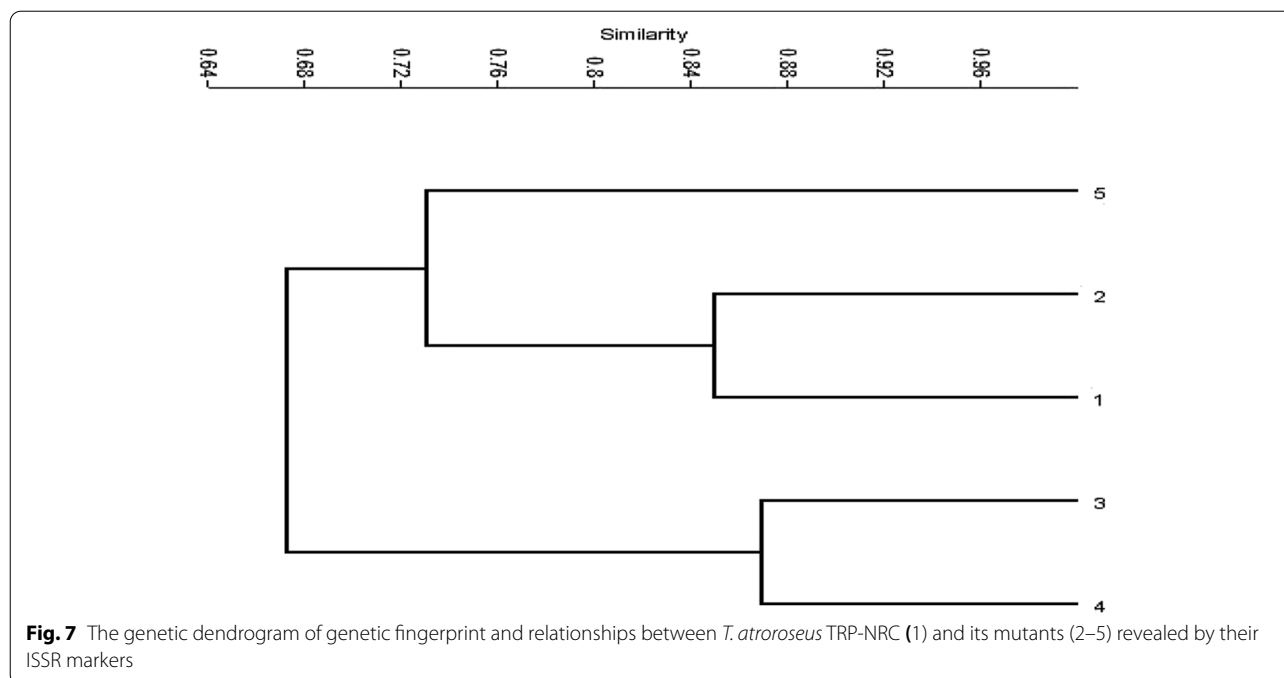 Similarity
0.64 0.68 0.72 0.76 0.8 0.84 0.88 0.92 0.96
5
2
1
3
4
Fig. 7 The genetic dendrogram of genetic fingerprint and relationships between T. atroroseus TRP-NRC (1) and its mutants (2–5) revealed by their
ISSR markers